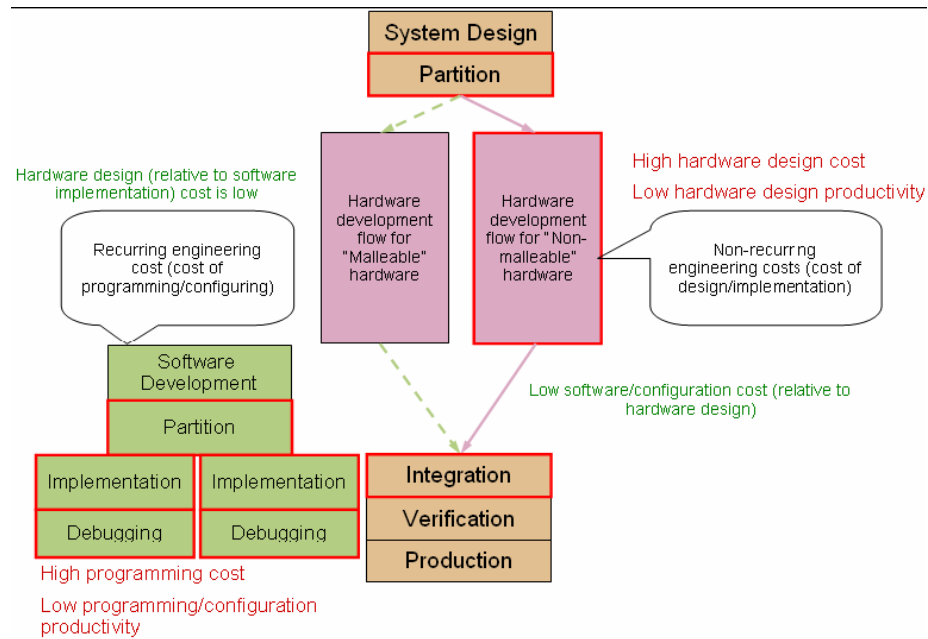 System Design
Partition
Hardware design (relative to software
implementation) cost is low
Recurring engineering
cost (cost of
programming/configuring)
Hardware
development
flow for
"Malleable"
hardware
Hardware
development
flow for "Non-
malleable"
hardware
High hardware design cost
Low hardware design productivity
Non-recurrng
engineering costs (cost of
design/implementation)
Software
Development
Partition
Implementation
Implementation
Debugging
Debugging
High programming cost
Low programming/configuration
productivity
Low software/configuration cost (relative to
hardware design)
Integration
Verification
Production